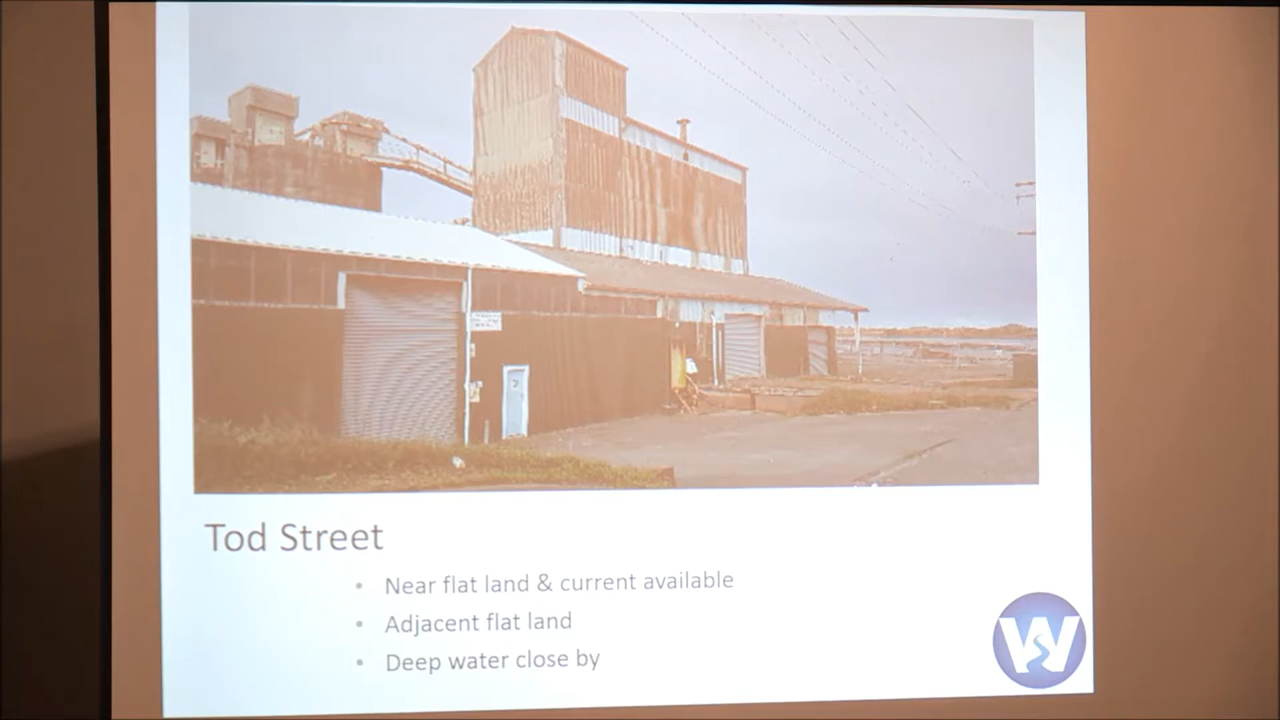 Tod Street
• Near flat land & current available
• Adjacent flat land
• Deep water close by
W